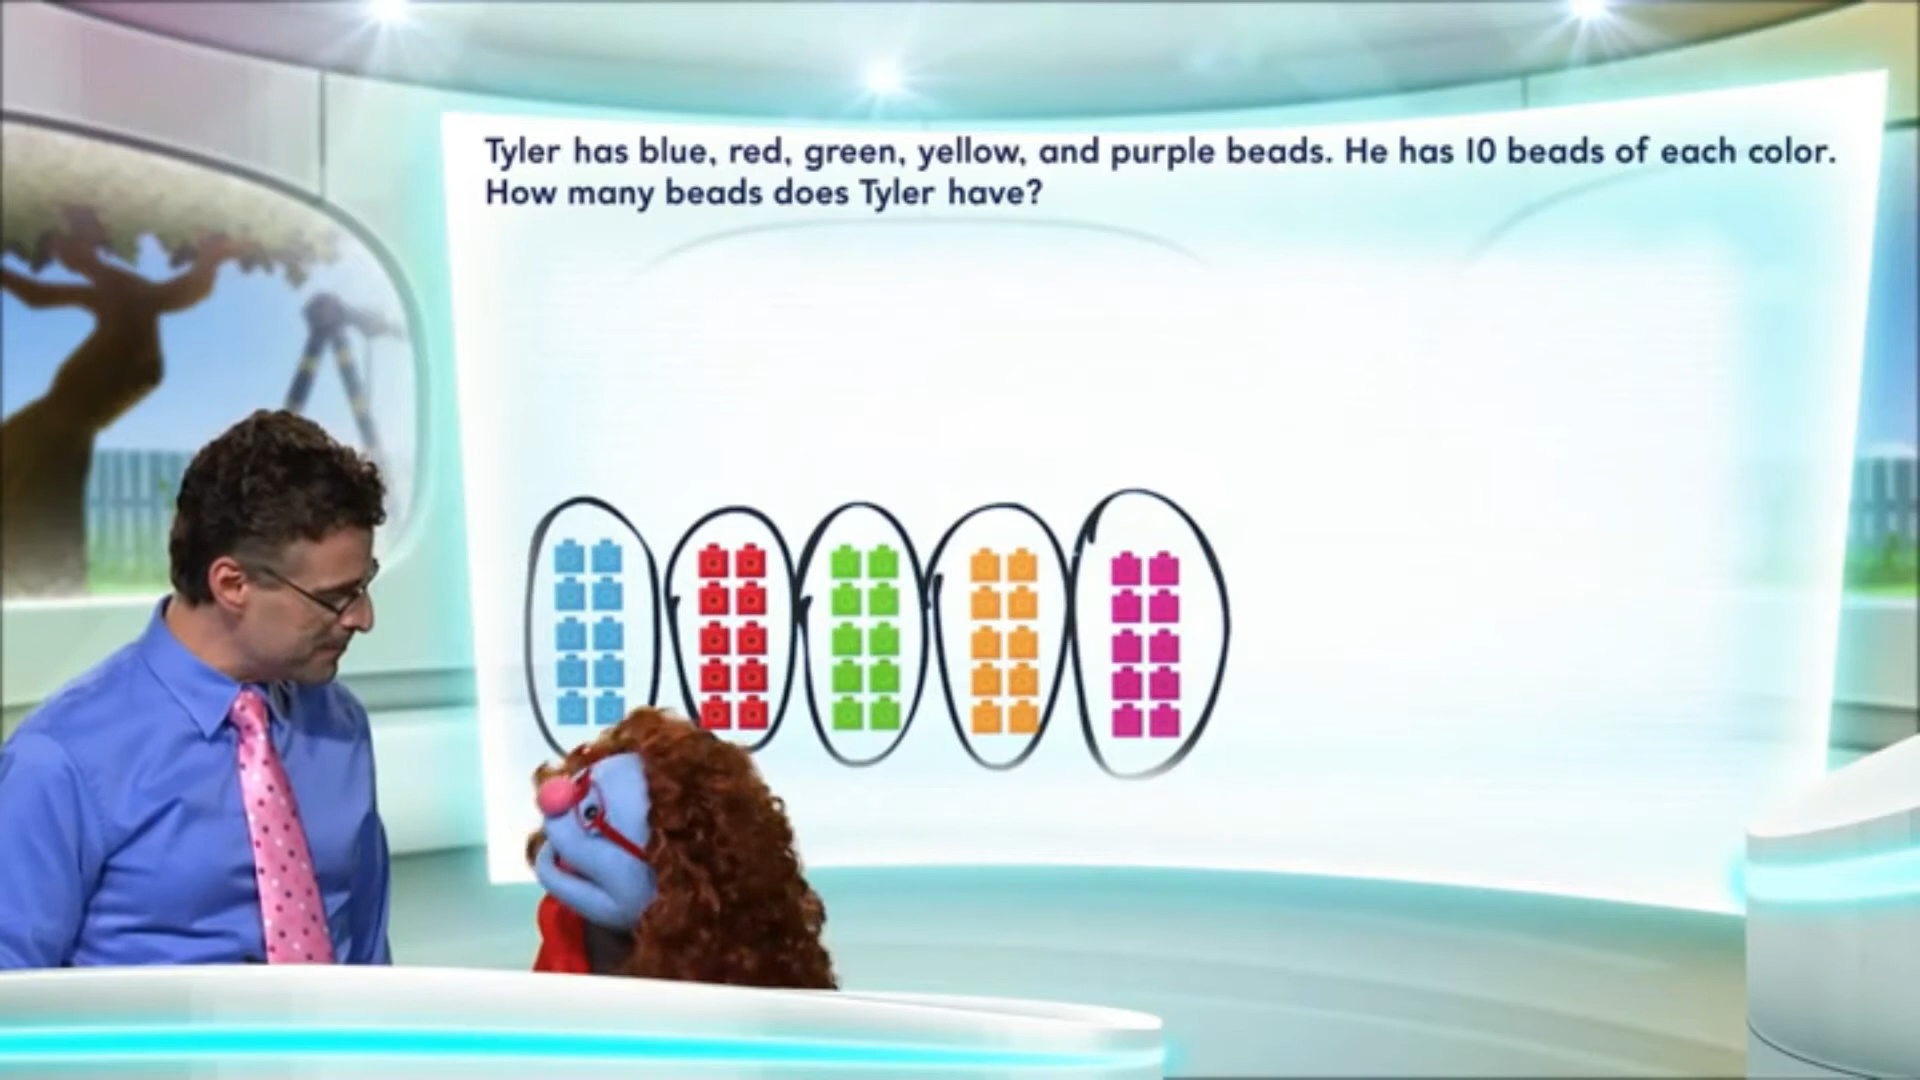 Tyler has blue, red, green, yellow, and purple beads. He has 10 beads of each color.
How many beads does Tyler have?